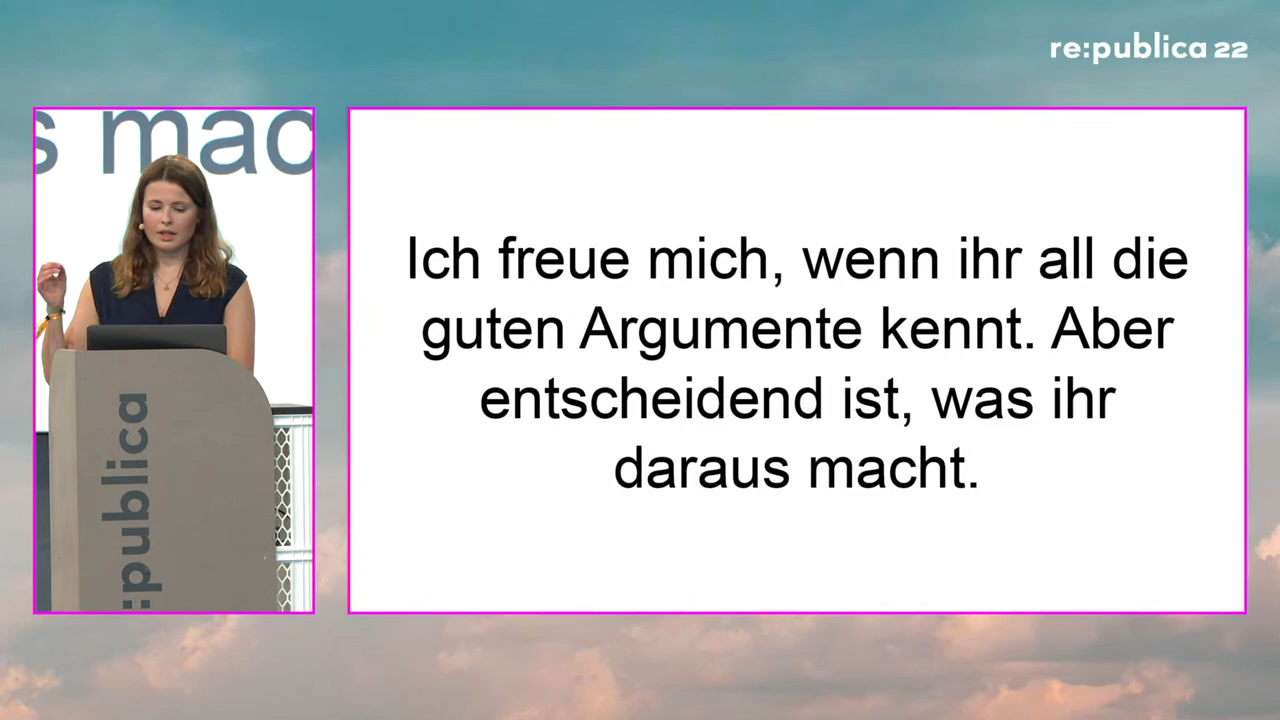 re:publica 22
s mac
Ich freue mich, wenn ihr all die
guten Argumente kennt. Aber
entscheidend ist, was ihr
daraus macht.
:publica